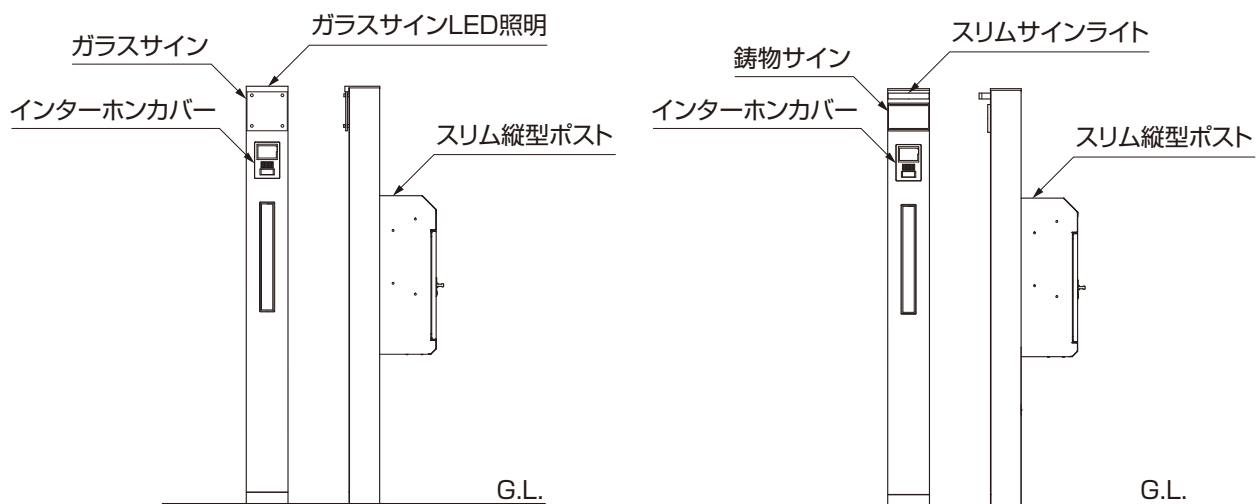 ガラスサインLED照明
ガラスサイン
インターホンカバー
スリム縦型ポスト
G.L.
スリムサインライト
鋳物サイン
インターホンカバー
スリム縦型ポスト
G.L.